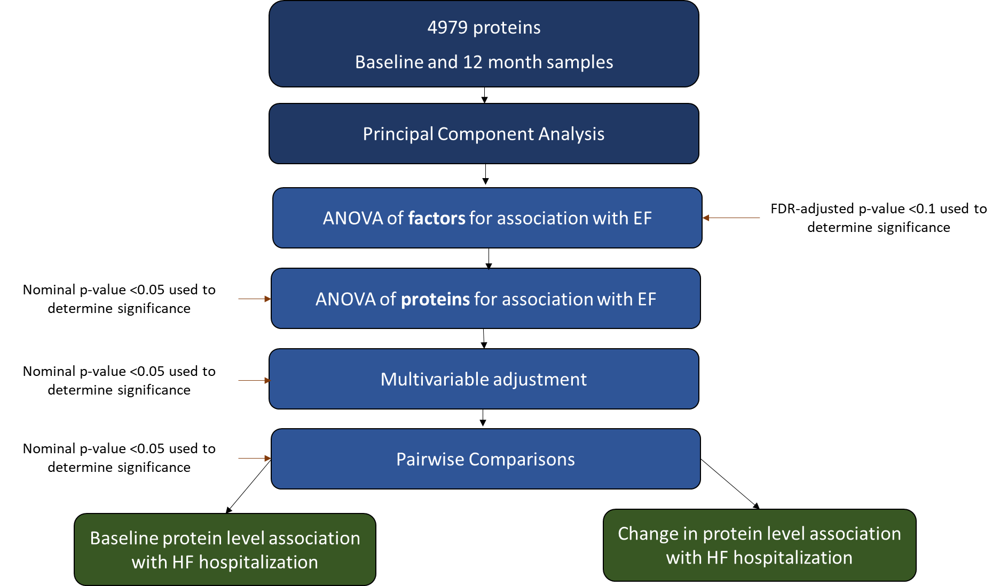 4979 proteins
Baseline and 12 month samples
Principal Component Analysis
ANOVA of factors for association with EF
FDR-adjusted p-value <0.1 used to
determine significance
Nominal p-value <0.05 used to
determine significance
ANOVA of proteins for association with EF
Nominal p-value <0.05 used to
determine significance
Multivariable adjustment
Nominal p-value <0.05 used to
determine significance
Pairwise Comparisons
Baseline protein level association
with HF hospitalization
Change in protein level association
with HF hospitalization